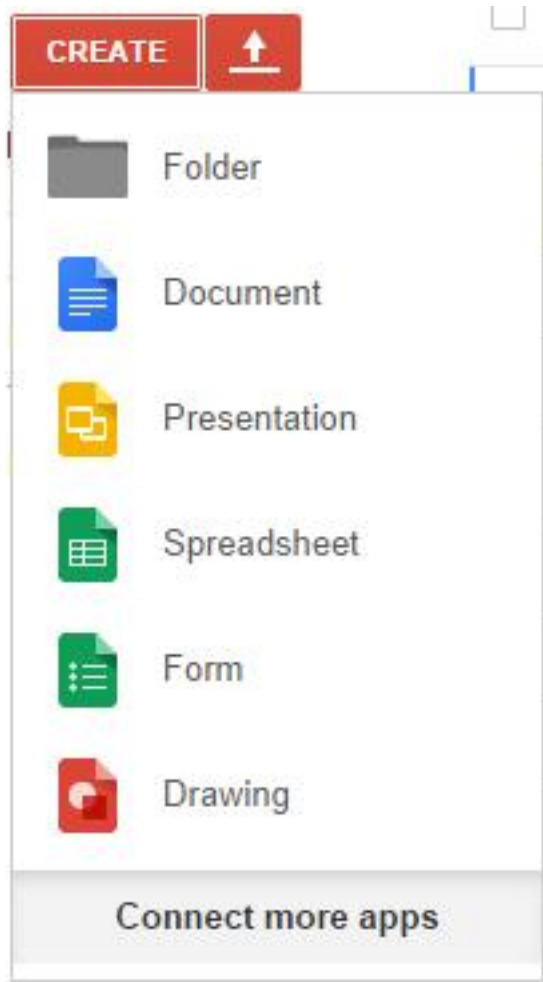 CREATE
Folder
Document
Presentation
Spreadsheet
Form
Drawing
Connect more apps